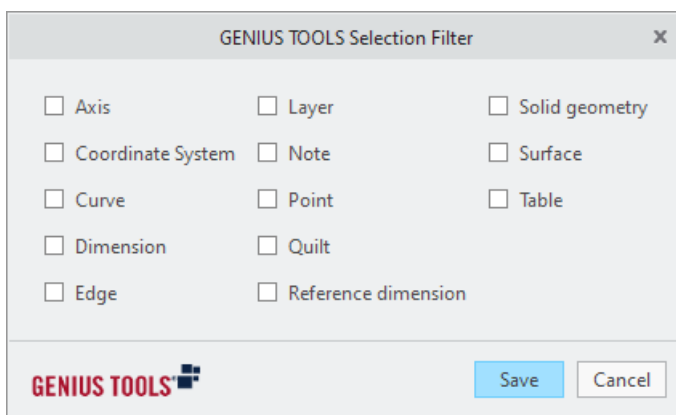 GENIUS TOOLS Selection Filter
Axis
Layer
Solid geometry
Coordinate System
Note
Surface
Curve
Point
Table
Dimension
Quilt
Edge
Reference dimension
GENIUS TOOLS
Save
Cancel